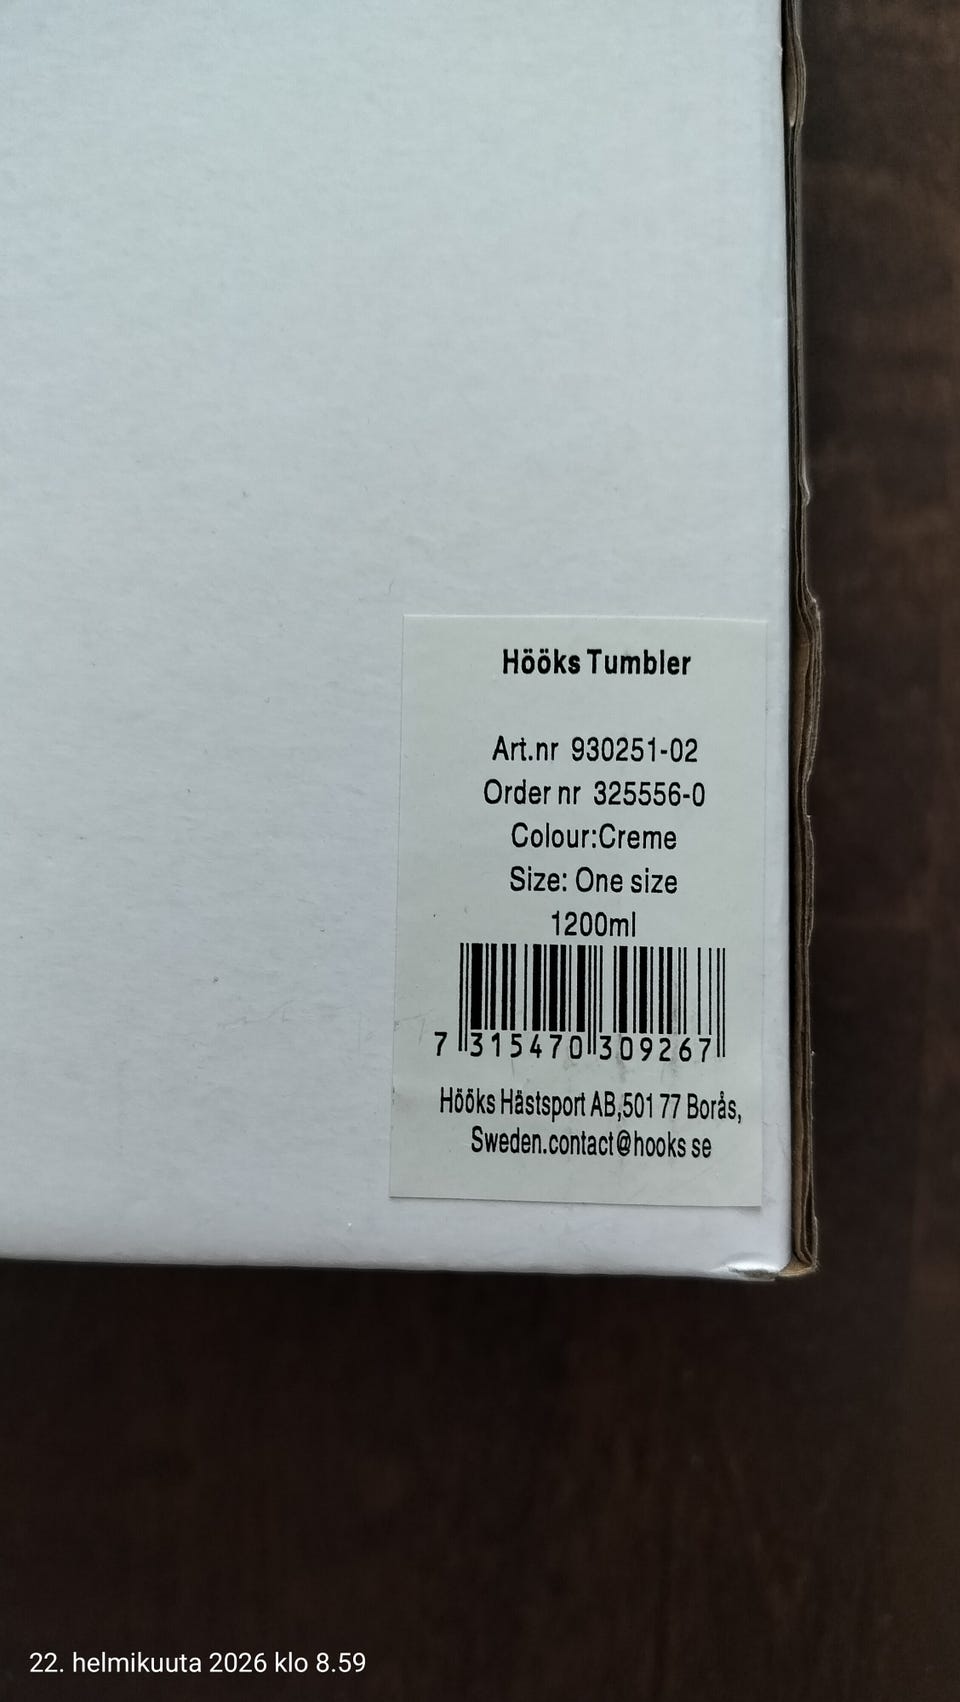 Hööks Tumbler
Art.nr 930251-02
Order nr 325556-0
Colour:Creme
Size: One size
1200ml
7 315470 309267
Hööks Hästsport AB,501 77 Borås,
Sweden.contact@hooks se
22. helmikuuta 2026 klo 8.59